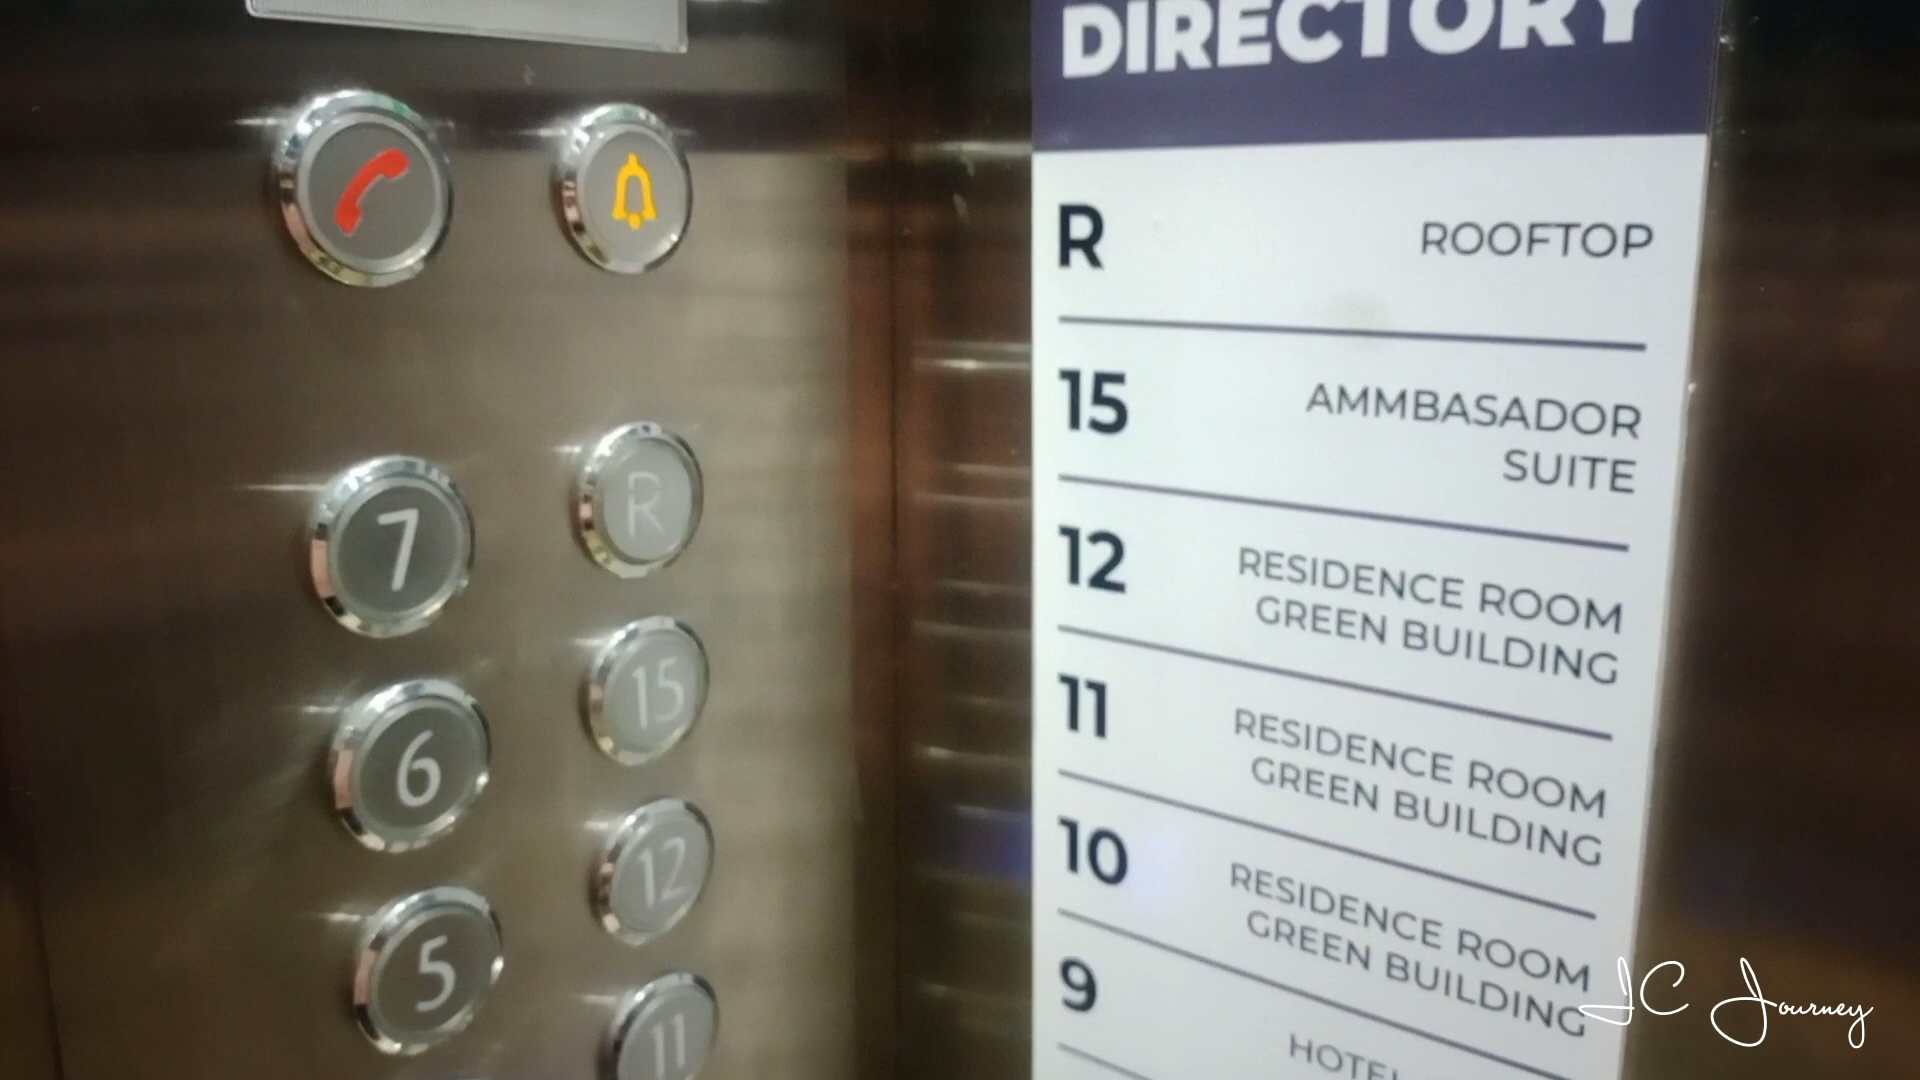 DIRECTORY
R ROOFTOP
15 AMMBASADOR
SUITE
12 RESIDENCE ROOM
GREEN BUILDING
11 RESIDENCE ROOM
GREEN BUILDING
10 RESIDENCE ROOM
GREEN BUILDING
9 HOTEL
7 R
6 15
5 12
11
JC Journey